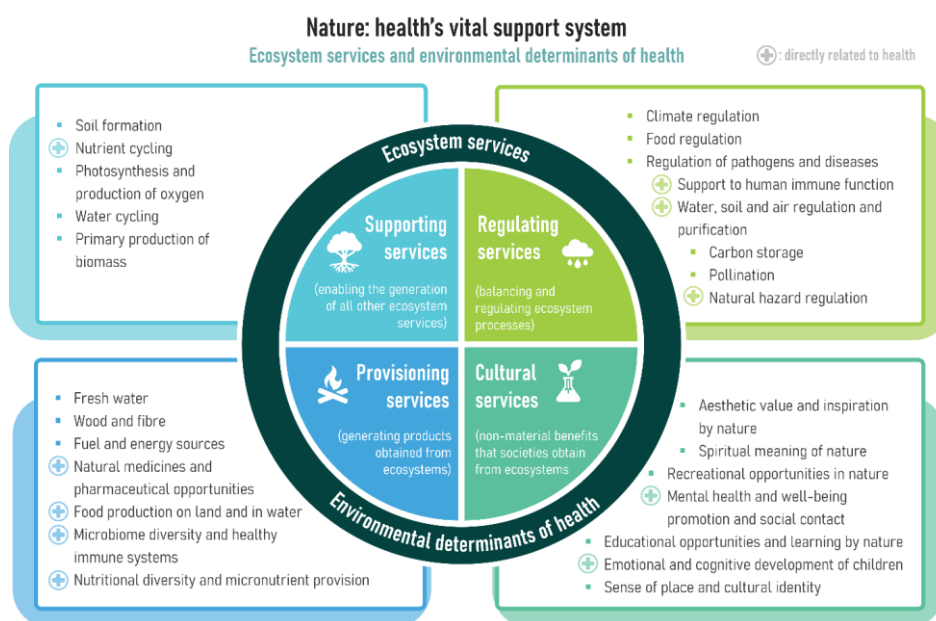 Nature: health's vital support system
Ecosystem services and environmental determinants of health
: directly related to health
Soil formation
Nutrient cycling
Photosynthesis and
production of oxygen
Water cycling
Primary production of
biomass
Climate regulation
Food regulation
Regulation of pathogens and diseases
Support to human immune function
Water, soil and air regulation and
purification
Carbon storage
Pollination
Natural hazard regulation
Ecosystem services
Supporting
services
(enabling the generation
of all other ecosystem
services)
Regulating
services
(balancing and
regulating ecosystem
processes)
Provisioning
services
(generating products
obtained from
ecosystems)
Cultural
services
(non-material benefits
that societies obtain
from ecosystems
Environmental determinants of health
Fresh water
Wood and fibre
Fuel and energy sources
Natural medicines and
pharmaceutical opportunities
Food production on land and in water
Microbiome diversity and healthy
immune systems
Nutritional diversity and micronutrient provision
Aesthetic value and inspiration
by nature
Spiritual meaning of nature
Recreational opportunities in nature
Mental health and well-being
promotion and social contact
Educational opportunities and learning by nature
Emotional and cognitive development of children
Sense of place and cultural identity